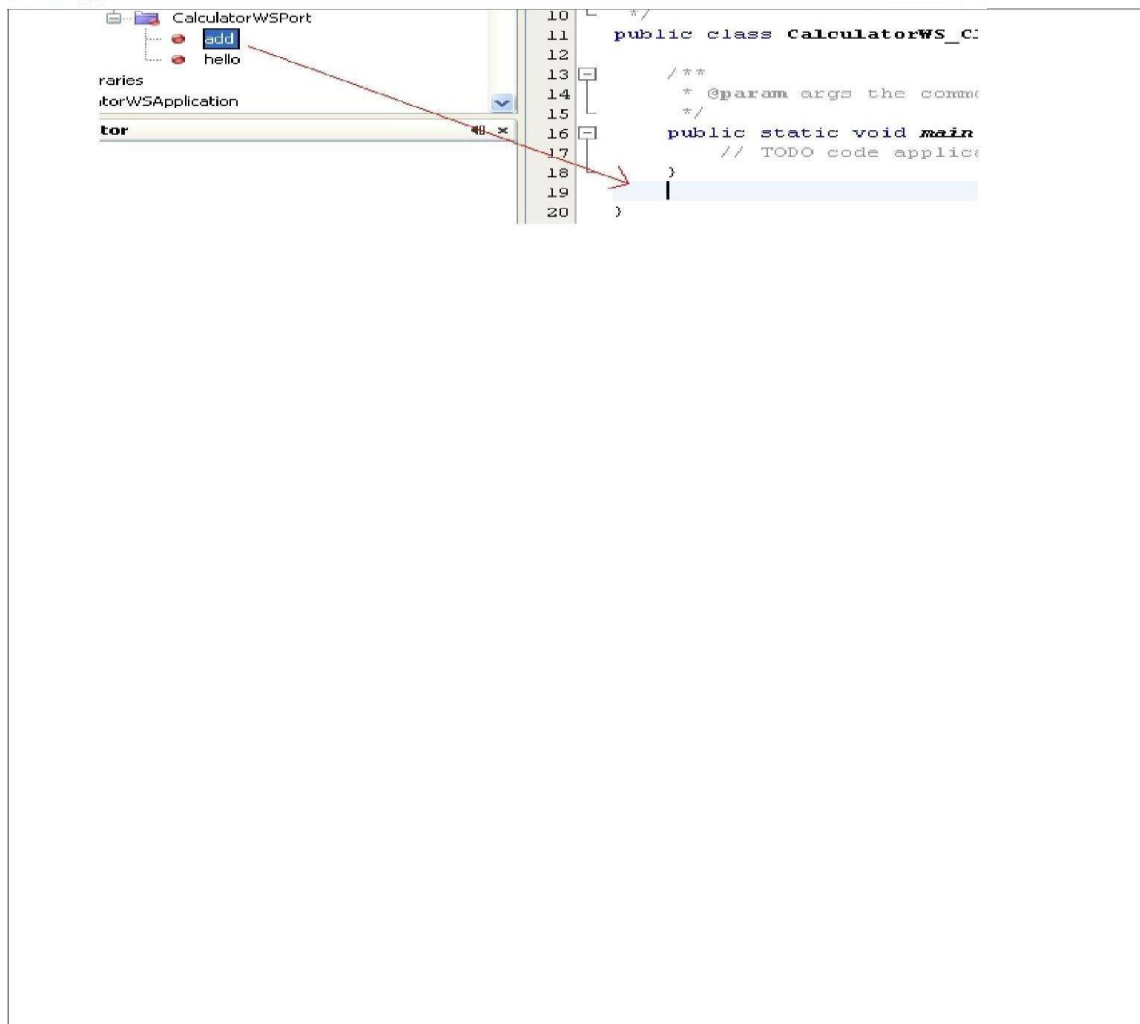 CalculatorWSPort
add
hello
raries
atorWSApplication
tor
10 */
11 public class CalculatorWS_C
12
13 /**
14 * @param args the comm
15 */
16 public static void main
17 // TODO code applic
18 }
19
20 }